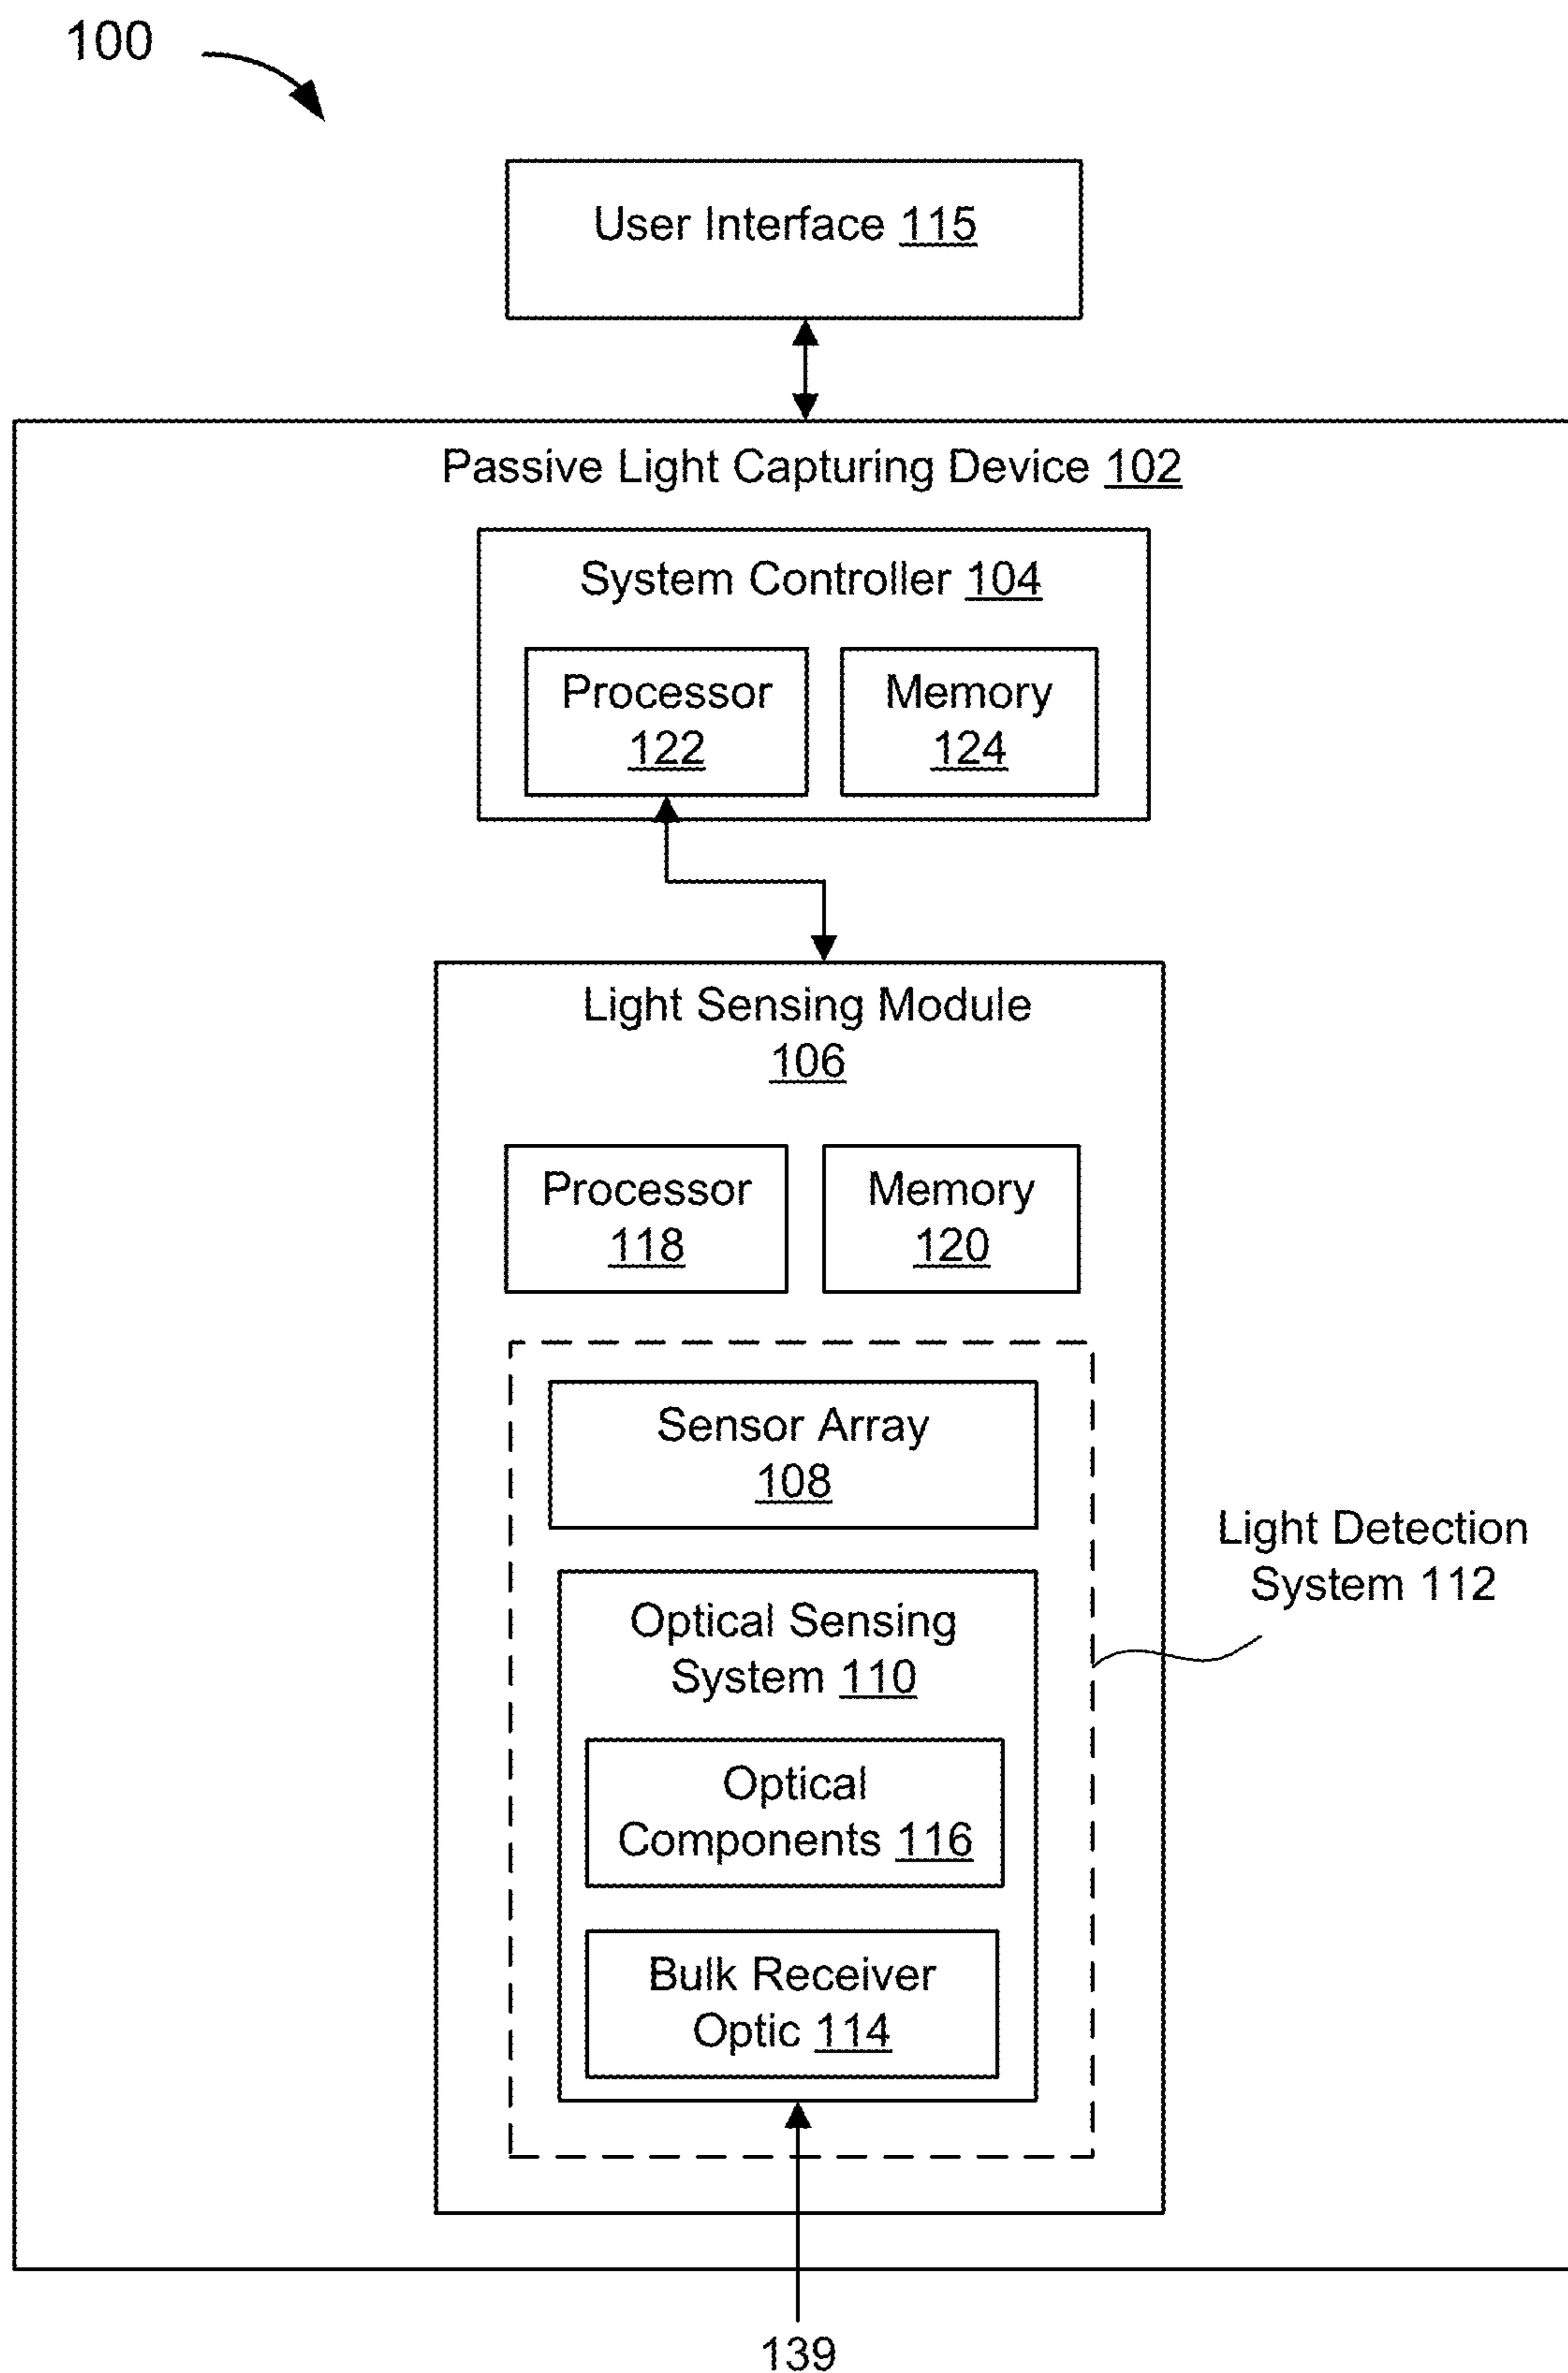 100
User Interface 115
Passive Light Capturing Device 102
System Controller 104
Processor
122
Memory
124
Light Sensing Module
106
Processor
118
Memory
120
Sensor Array
108
Light Detection
System 112
Optical Sensing
System 110
Optical
Components 116
Bulk Receiver
Optic 114
139